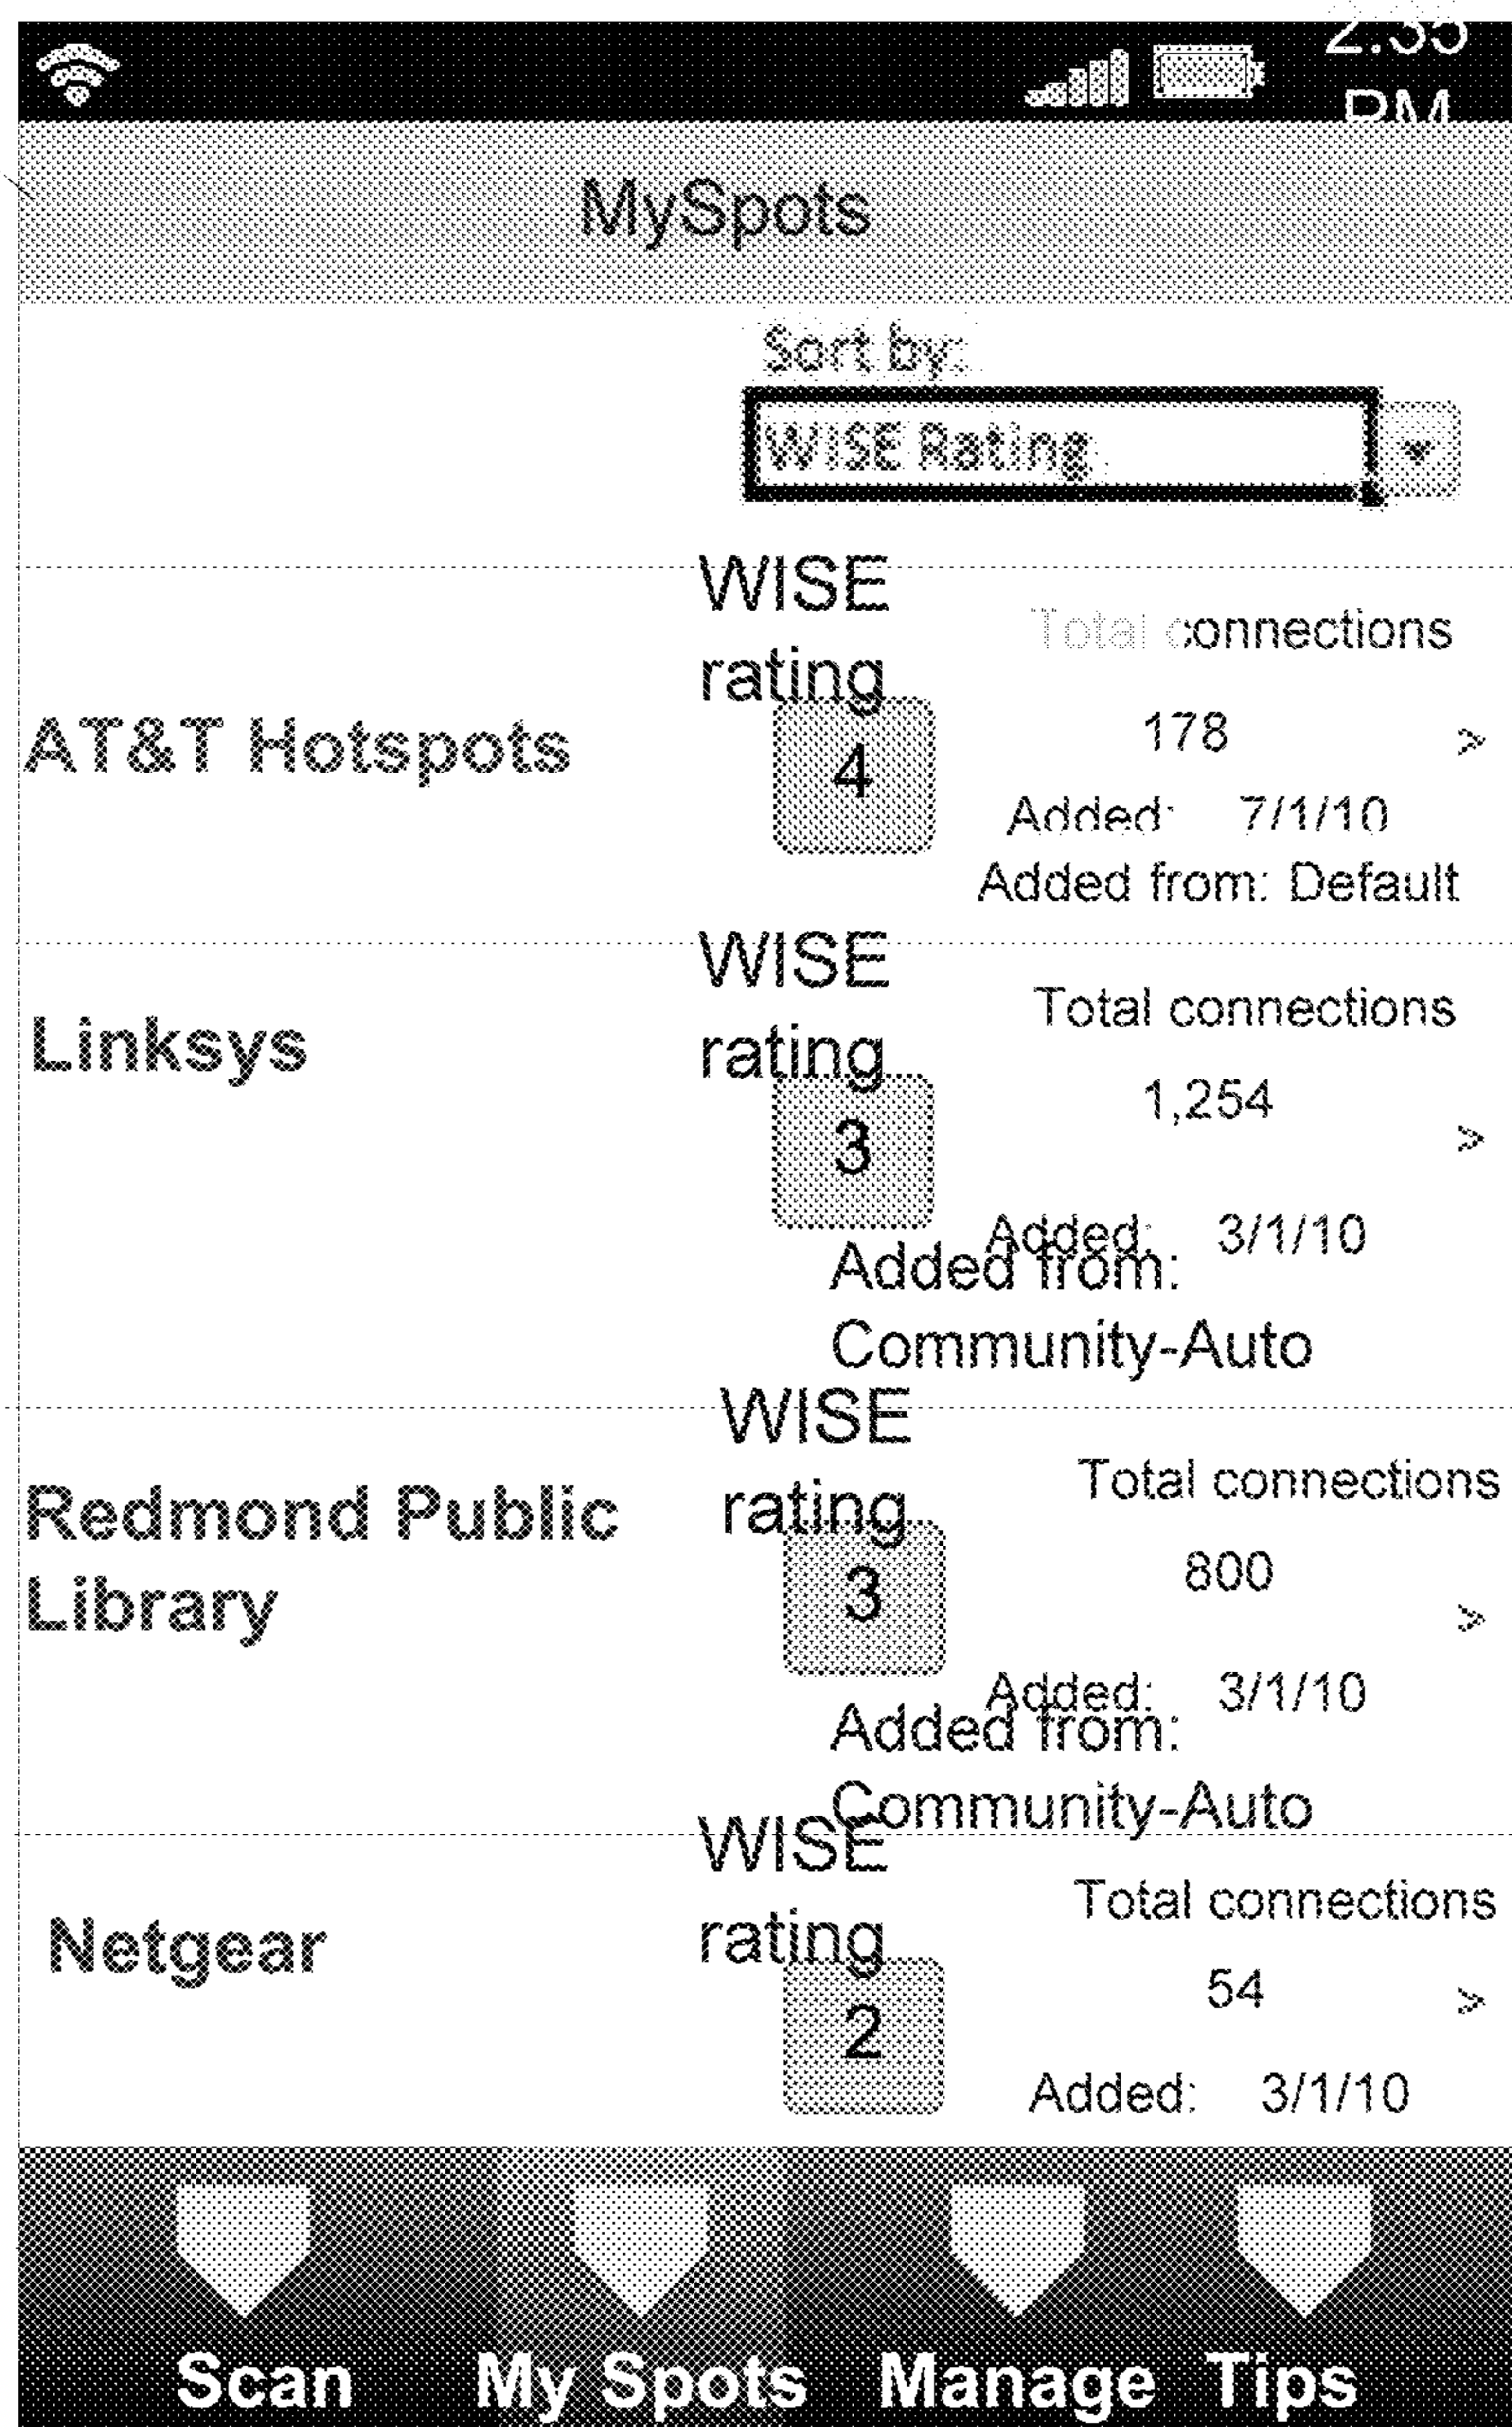 2:35
PM
MySpots
Sort by:
WISE Rating
WISE
rating
Total connections
AT&T Hotspots
4
178
>
Added: 7/1/10
Added from: Default
WISE
rating
Total connections
Linksys
3
1,254
>
Added: 3/1/10
Added from:
Community-Auto
WISE
rating
Total connections
Redmond Public
Library
3
800
>
Added: 3/1/10
Added from:
Community-Auto
WISE
rating
Total connections
Netgear
2
54
>
Added: 3/1/10
Scan My Spots Manage Tips